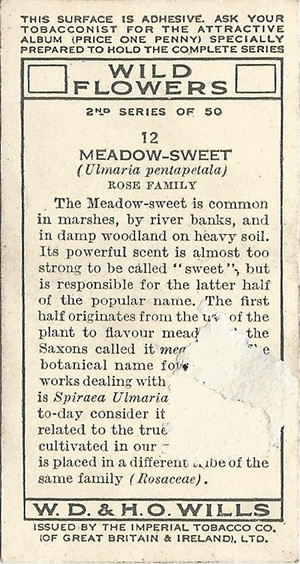 THIS SURFACE IS ADHESIVE. ASK YOUR
TOBACCONIST FOR THE ATTRACTIVE
ALBUM (PRICE ONE PENNY) SPECIALLY
PREPARED TO HOLD THE COMPLETE SERIES
WILD
FLOWERS
2ND SERIES OF 50
12
MEADOW-SWEET
(Ulmaria pentapetala)
ROSE FAMILY
The Meadow-sweet is common
in marshes, by river banks, and
in damp woodland on heavy soil.
Its powerful scent is almost too
strong to be called "sweet", but
is responsible for the latter half
of the popular name. The first
half originates from the of the
plant to flavour the
Saxons called it
botanical name
works dealing with
is Spiraea Ulmaria
to-day consider it
related to the true
cultivated in our
is placed in a different of the
same family (Rosaceae).
W. D. & H. O. WILLS
ISSUED BY THE IMPERIAL TOBACCO CO.
(OF GREAT BRITAIN & IRELAND), LTD.